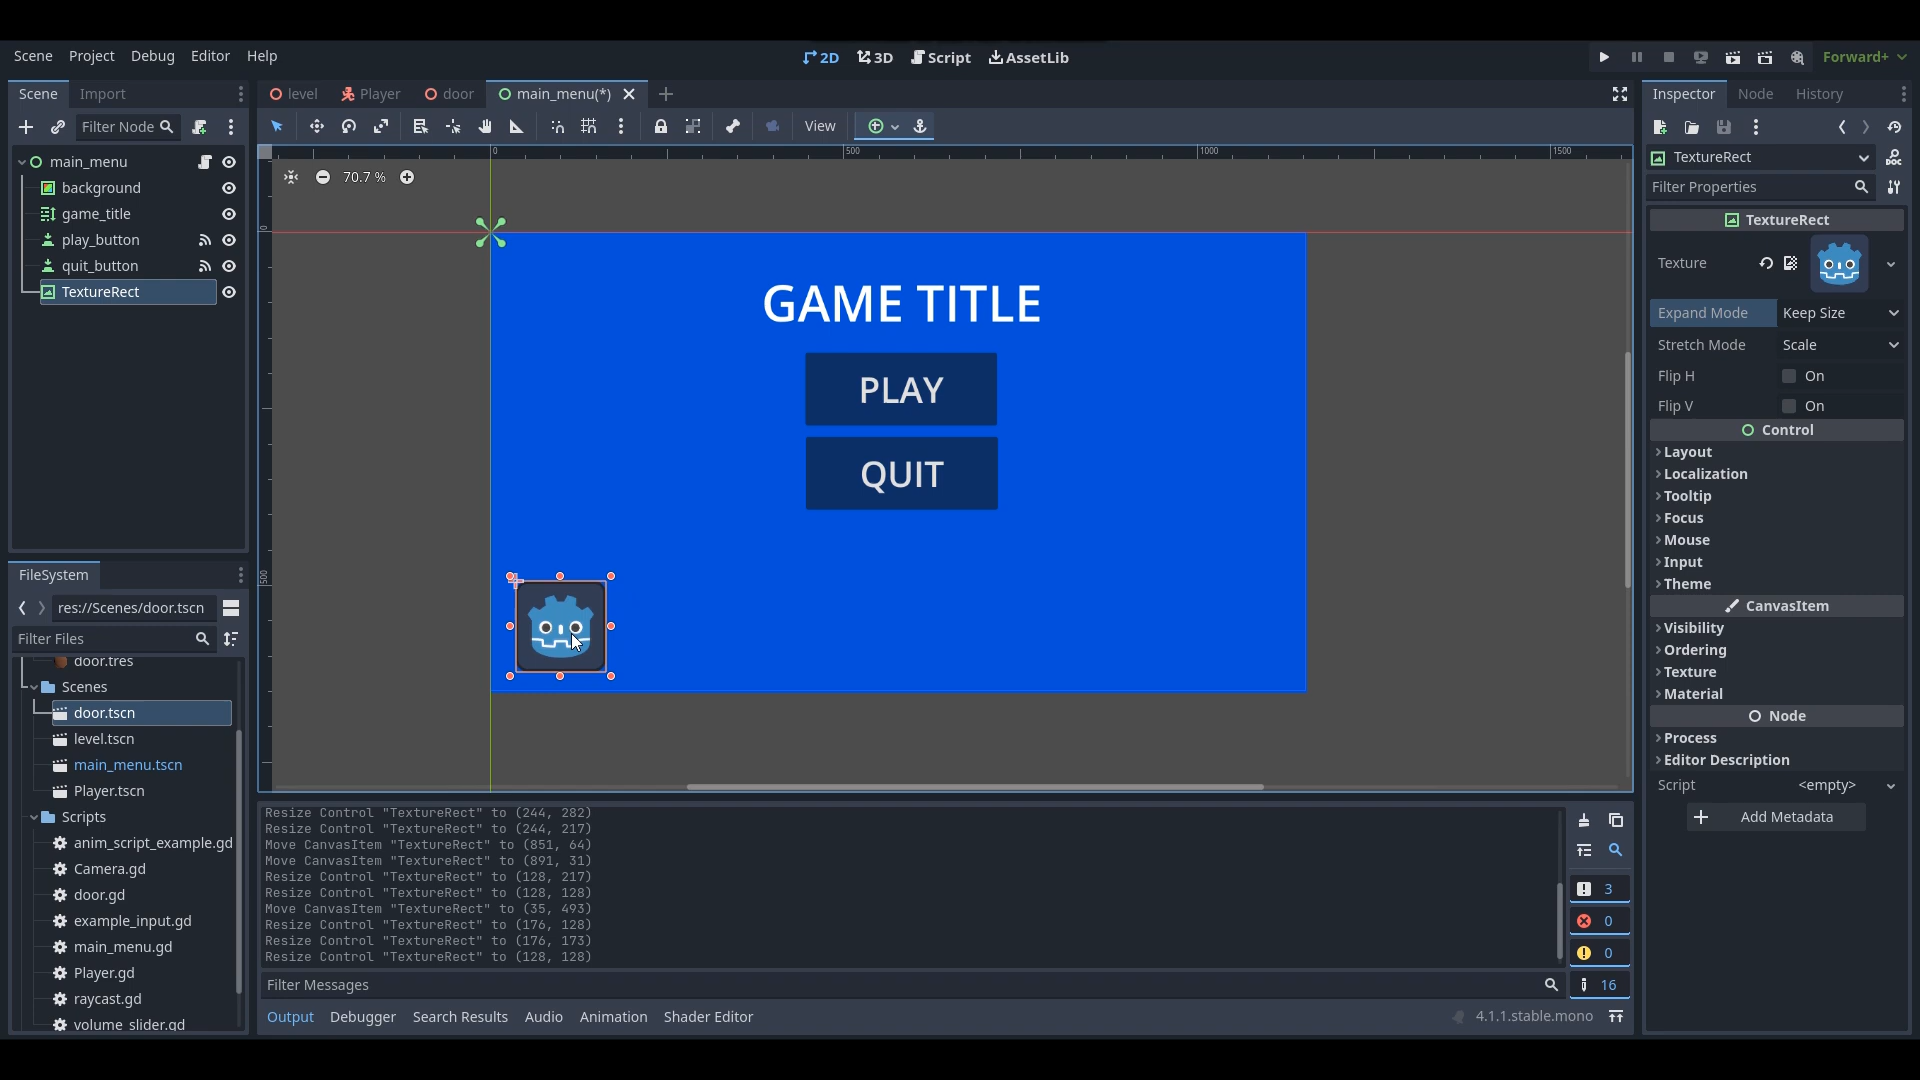 Scene Project Debug Editor Help 2D 3D Script AssetLib Forward+
Scene Import
Filter Node
main_menu
background
game_title
play_button
quit_button
TextureRect
FileSystem
res://Scenes/door.tscn
Filter Files
door.tres
Scenes
door.tscn
level.tscn
main_menu.tscn
Player.tscn
Scripts
anim_script_example.gd
Camera.gd
door.gd
example_input.gd
main_menu.gd
Player.gd
raycast.gd
volume_slider.gd
level Player door main_menu(*)
View
0 500 1000 1500
70.7 %
0
500
GAME TITLE
PLAY
QUIT
Resize Control "TextureRect" to (244, 282)
Resize Control "TextureRect" to (244, 217)
Move CanvasItem "TextureRect" to (851, 64)
Move CanvasItem "TextureRect" to (891, 31)
Resize Control "TextureRect" to (128, 217)
Resize Control "TextureRect" to (128, 128)
Move CanvasItem "TextureRect" to (35, 493)
Resize Control "TextureRect" to (176, 128)
Resize Control "TextureRect" to (176, 173)
Resize Control "TextureRect" to (128, 128)
3
0
0
16
Filter Messages
Output Debugger Search Results Audio Animation Shader Editor 4.1.1.stable.mono
Inspector Node History
TextureRect
DOC
Filter Properties
TextureRect
Texture
Expand Mode Keep Size
Stretch Mode Scale
Flip H On
Flip V On
Control
Layout
Localization
Tooltip
Focus
Mouse
Input
Theme
CanvasItem
Visibility
Ordering
Texture
Material
Node
Process
Editor Description
Script <empty>
Add Metadata